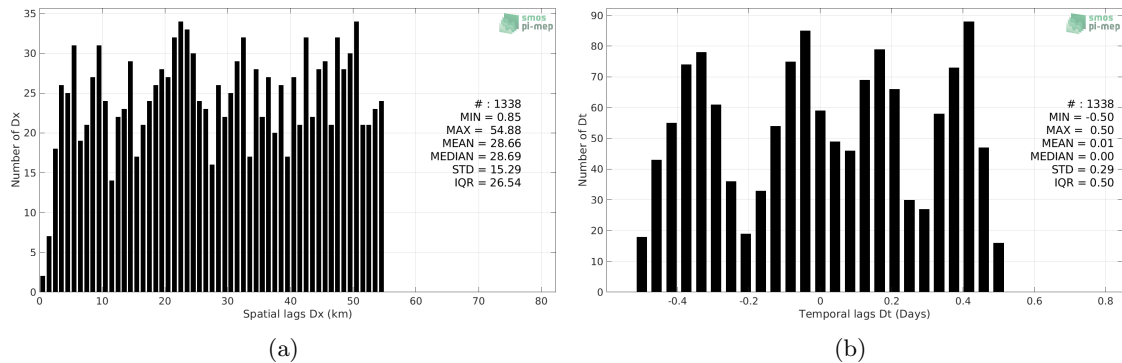 35
30
25
20
15
10
5
0
Number of Dx
0 10 20 30 40 50 60 70 80
Spatial lags Dx (km)
smos
pi-mep
# : 1338
MIN = 0.85
MAX = 54.88
MEAN = 28.66
MEDIAN = 28.69
STD = 15.29
IQR = 26.54
(a)
90
80
70
60
50
40
30
20
10
0
Number of Dt
-0.4 -0.2 0 0.2 0.4 0.6 0.8
Temporal lags Dt (Days)
smos
pi-mep
# : 1338
MIN = -0.50
MAX = 0.50
MEAN = 0.01
MEDIAN = 0.00
STD = 0.29
IQR = 0.50
(b)